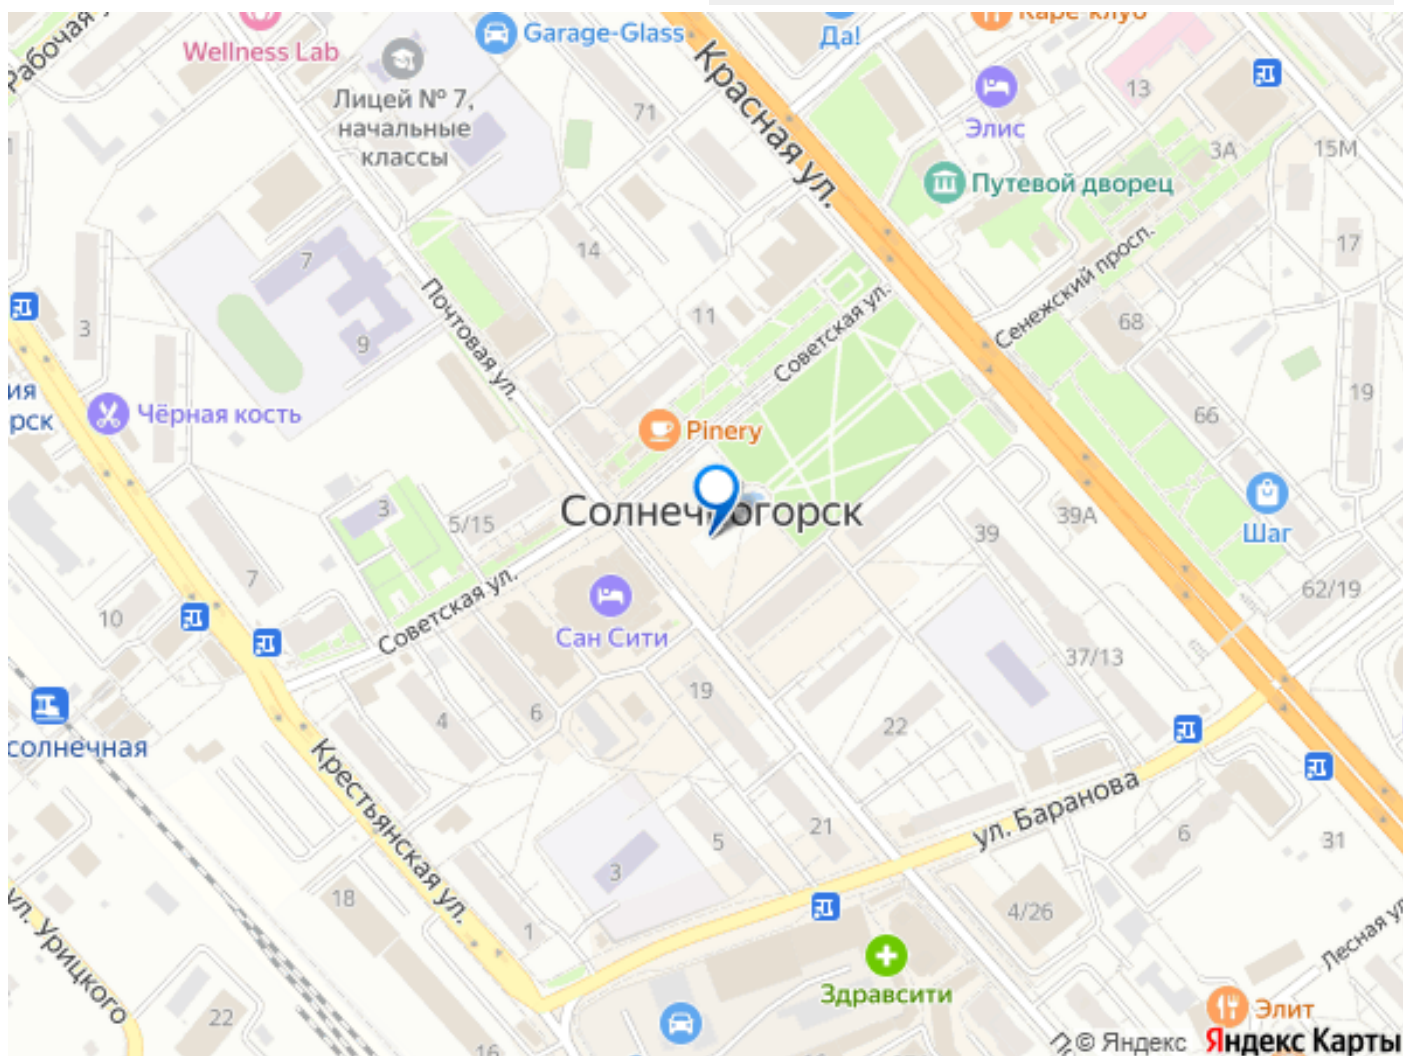 Рабочая
Wellness Lab
Garage-Glass
Да!
Каре-клуб
Лицей № 7,
начальные
классы
71
Красная ул.
Элис
13
3А
15М
Путевой дворец
17
7
14
Почтовая ул.
11
Советская ул.
Сенежский просп.
68
3
9
ия
рск
Чёрная кость
Pinery
66
19
3
5/15
Солнечногорск
39
39А
Шаг
7
10
Советская ул.
Сан Сити
62/19
37/13
солнечная
4
6
19
22
Крестьянская ул.
5
21
ул. Баранова
6
31
3
18
1
4/26
Лесная ул
ул. Урицкого
22
Здравсити
Элит
16
© Яндекс
Яндекс Карты